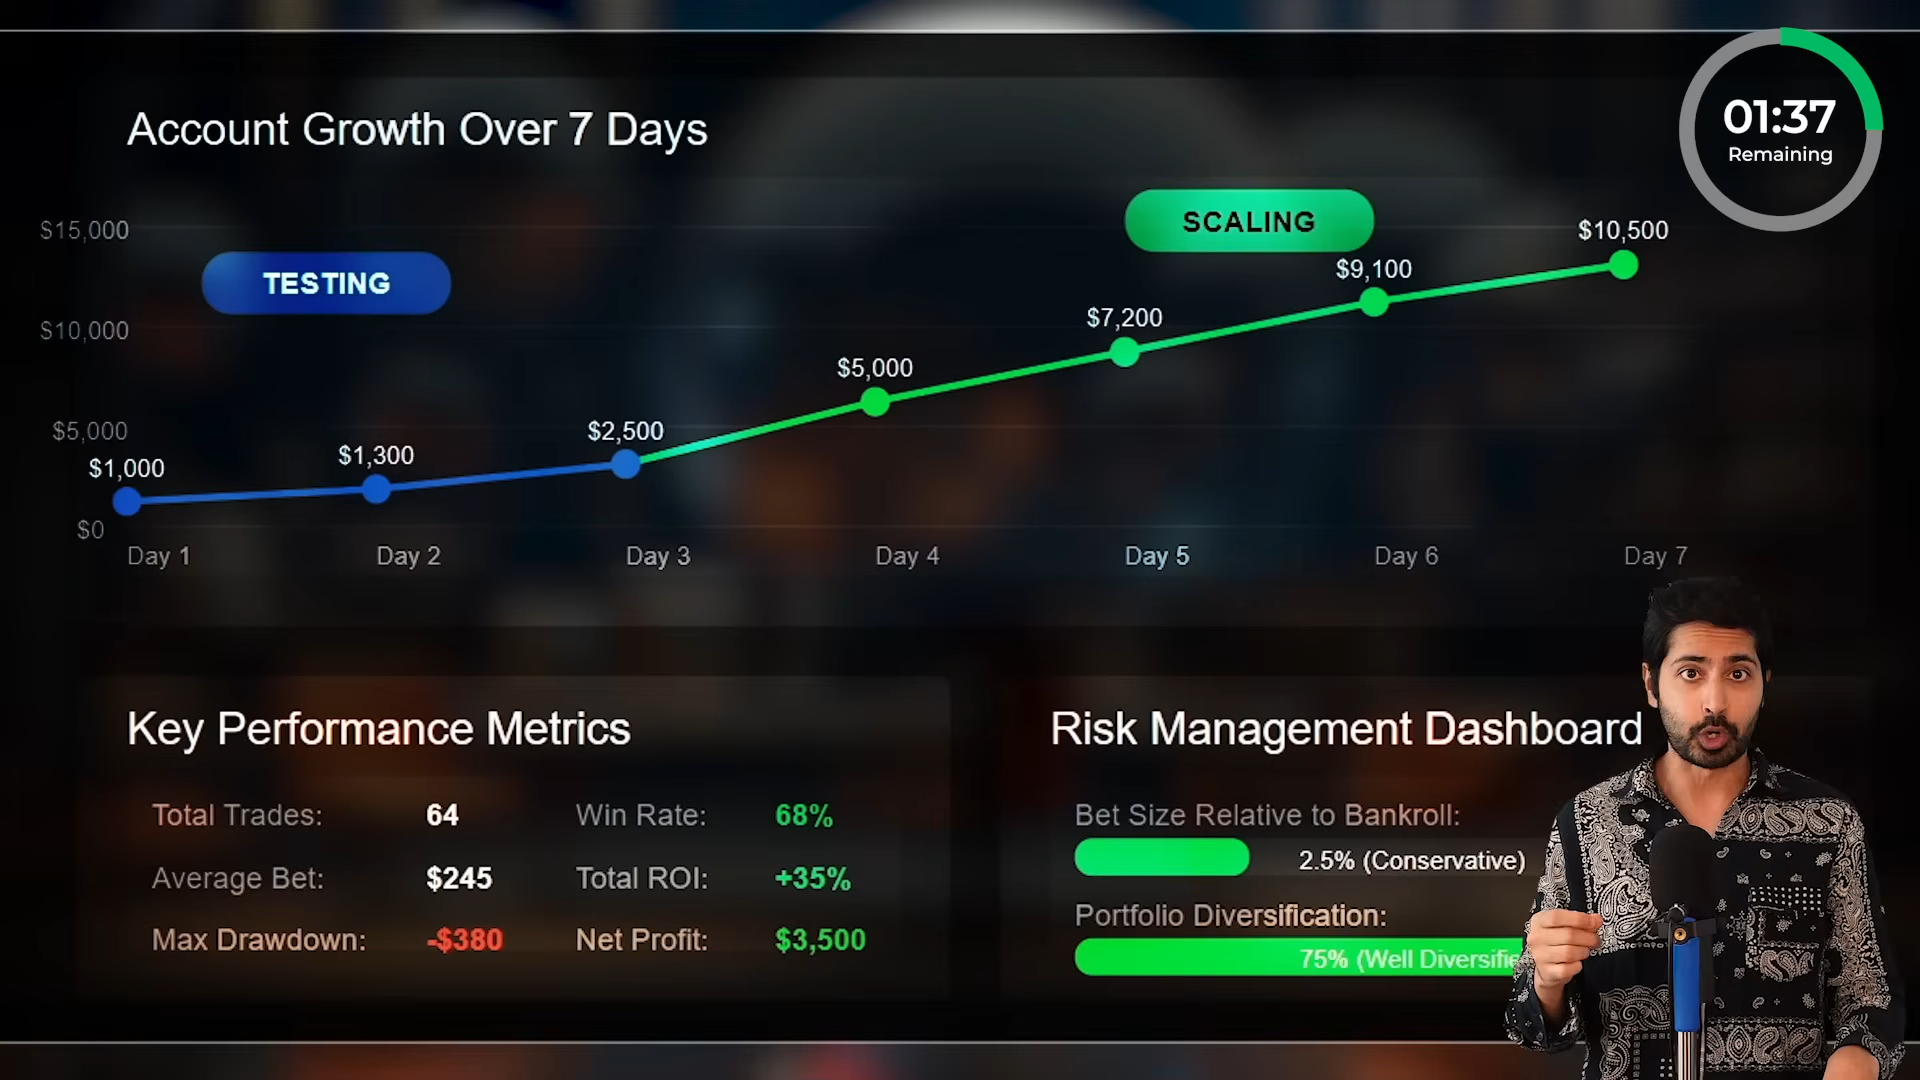 Account Growth Over 7 Days
01:37
Remaining
$15,000
$10,000
$5,000
$0
TESTING
SCALING
$1,000
$1,300
$2,500
$5,000
$7,200
$9,100
$10,500
Day 1
Day 2
Day 3
Day 4
Day 5
Day 6
Day 7
Key Performance Metrics
Total Trades: 64 Win Rate: 68%
Average Bet: $245 Total ROI: +35%
Max Drawdown: -$380 Net Profit: $3,500
Risk Management Dashboard
Bet Size Relative to Bankroll:
2.5% (Conservative)
Portfolio Diversification:
75% (Well